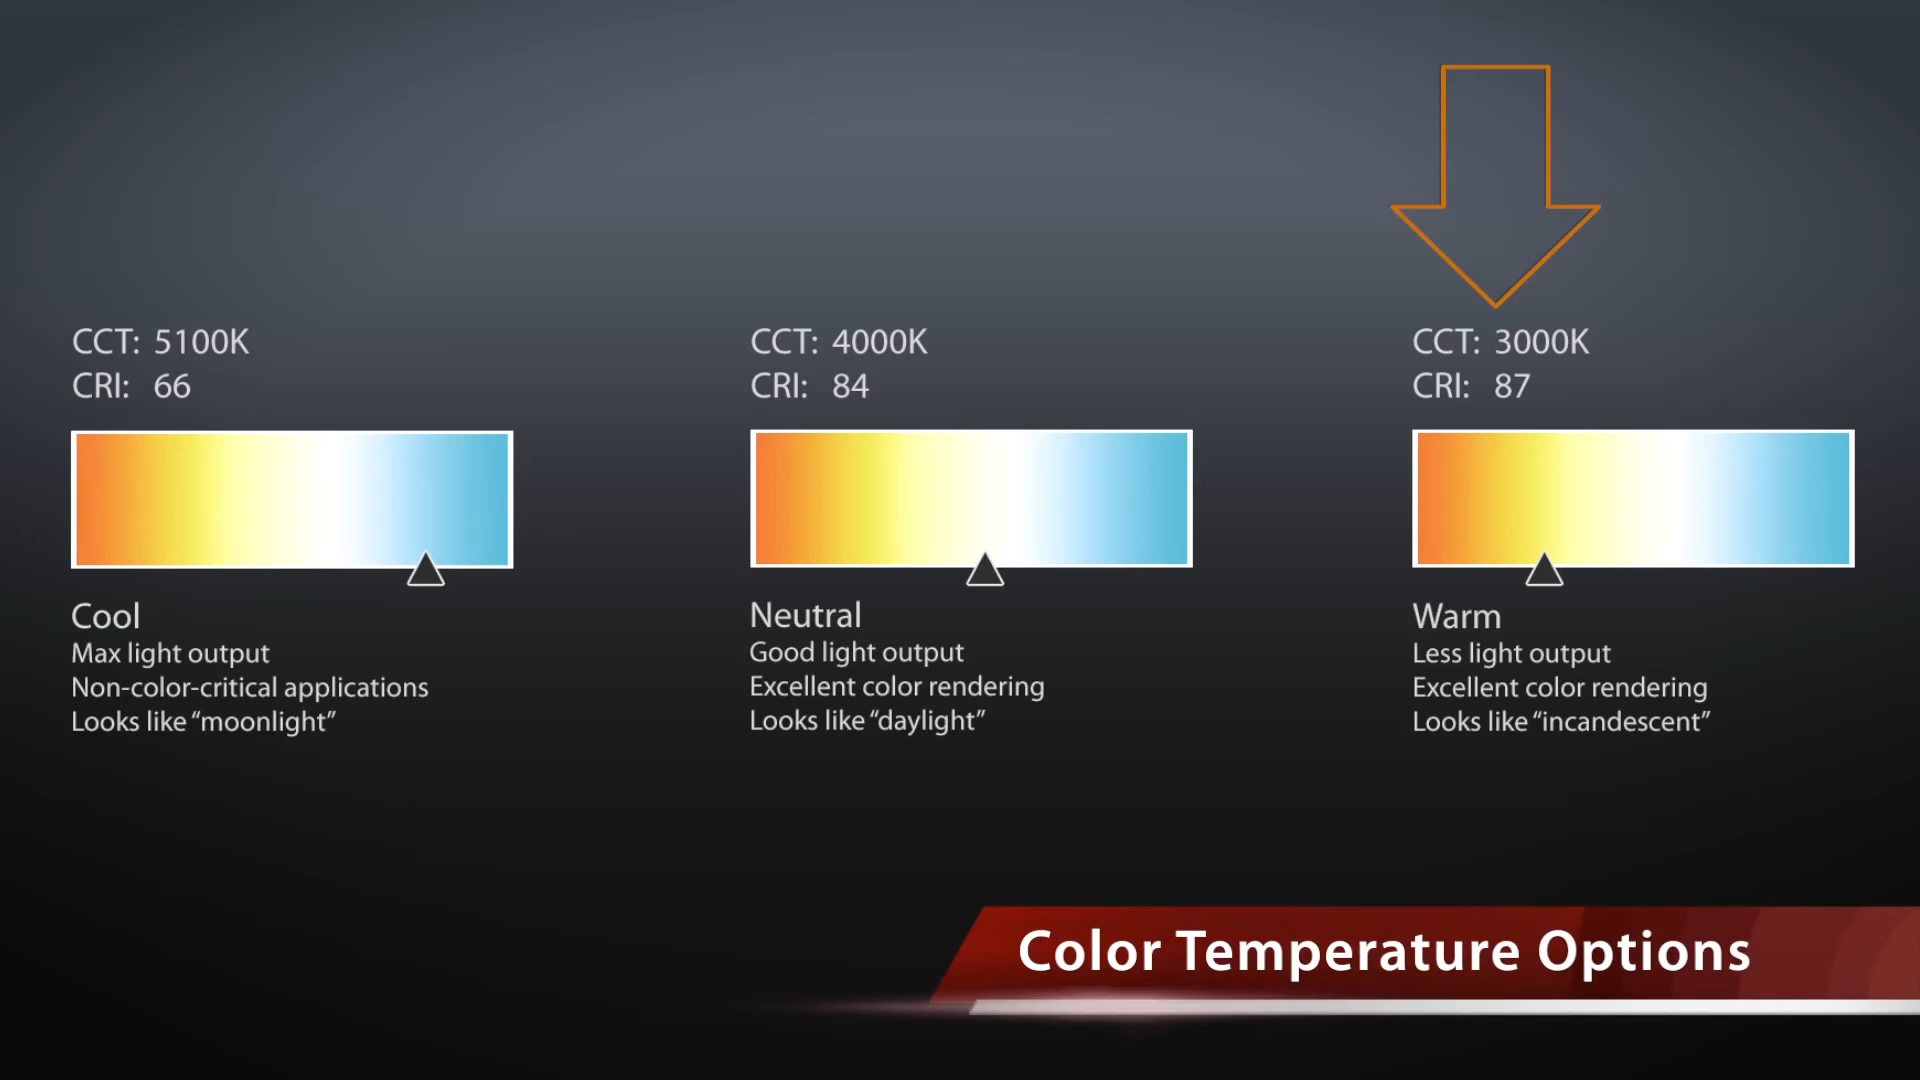 CCT: 5100K
CRI: 66
Cool
Max light output
Non-color-critical applications
Looks like “moonlight”
CCT: 4000K
CRI: 84
Neutral
Good light output
Excellent color rendering
Looks like “daylight”
CCT: 3000K
CRI: 87
Warm
Less light output
Excellent color rendering
Looks like “incandescent”
Color Temperature Options